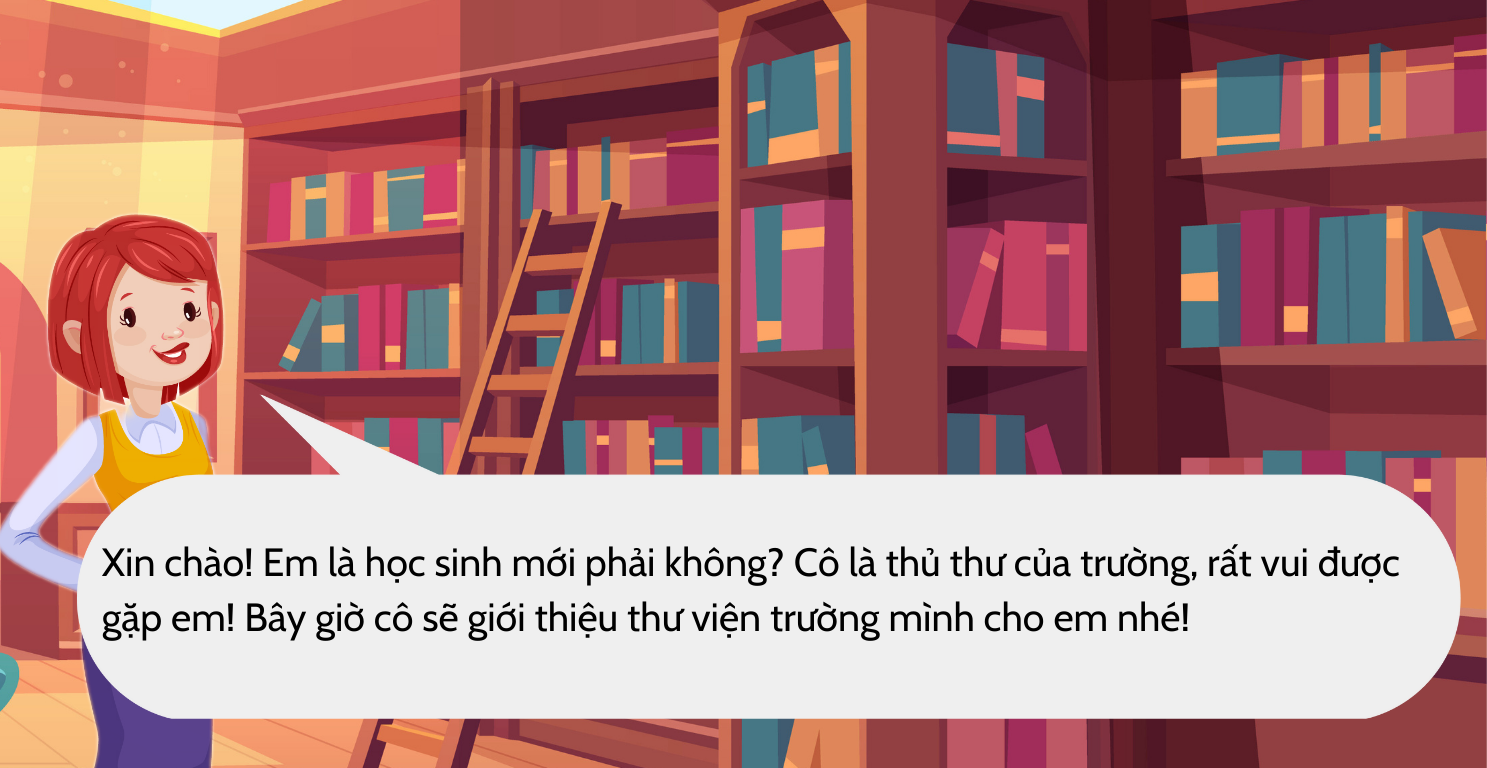 Xin chào! Em là học sinh mới phải không? Cô là thủ thư của trường, rất vui được
gặp em! Bây giờ cô sẽ giới thiệu thư viện trường mình cho em nhé!